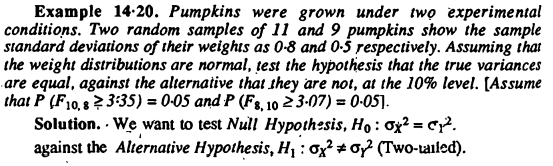 Example 14·20. Pumpkins were grown under two experimental
conditions. Two random samples of 11 and 9 pumpkins show the sample
standard deviations of their weights as 0·8 and 0·5 respectively. Assuming that
the weight distributions are normal, test the hypothesis that the true variances
are equal, against the alternative that they are not, at the 10% level. [Assume
that P (F₁₀, ₈ ≥ 3·35) = 0·05 and P (F₈, ₁₀ ≥ 3·07) = 0·05].
Solution. We want to test Null Hypothesis, H₀ : σX² = σY².
against the Alternative Hypothesis, H₁ : σX² ≠ σY² (Two-tailed).